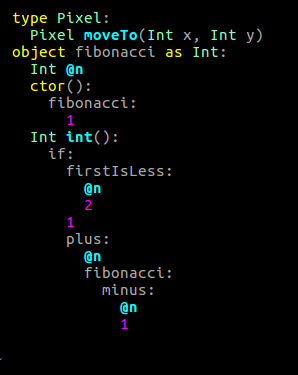 type Pixel:
  Pixel moveTo(Int x, Int y)
object fibonacci as Int:
  Int @n
  ctor():
    fibonacci:
      1
  Int int():
    if:
      firstIsLess:
        @n
        2
      1
      plus:
        @n
        fibonacci:
          minus:
            @n
            1